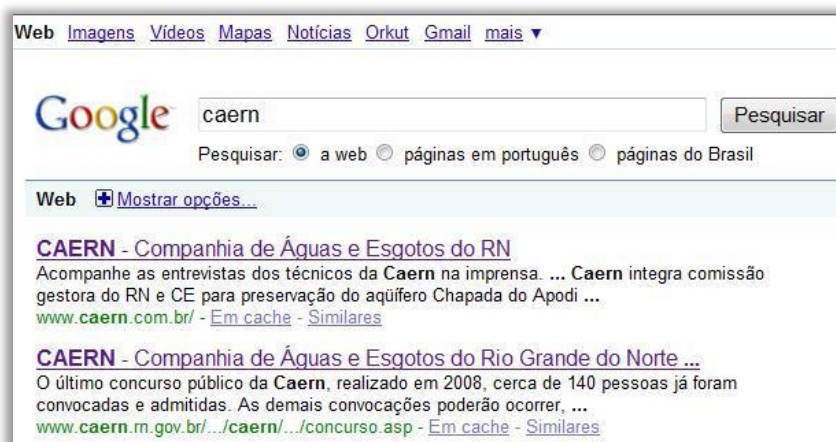 Web Imagens Vídeos Mapas Notícias Orkut Gmail mais ▼
Google caern Pesquisar
Pesquisar: a web páginas em português páginas do Brasil
Web Mostrar opções...
CAERN - Companhia de Águas e Esgotos do RN
Acompanhe as entrevistas dos técnicos da Caern na imprensa. ... Caern integra comissão
gestora do RN e CE para preservação do aqüífero Chapada do Apodi ...
www.caern.com.br/ - Em cache - Similares
CAERN - Companhia de Águas e Esgotos do Rio Grande do Norte ...
O último concurso público da Caern, realizado em 2008, cerca de 140 pessoas já foram
convocadas e admitidas. As demais convocações poderão ocorrer, ...
www.caern.rn.gov.br/.../caern/.../concurso.asp - Em cache - Similares